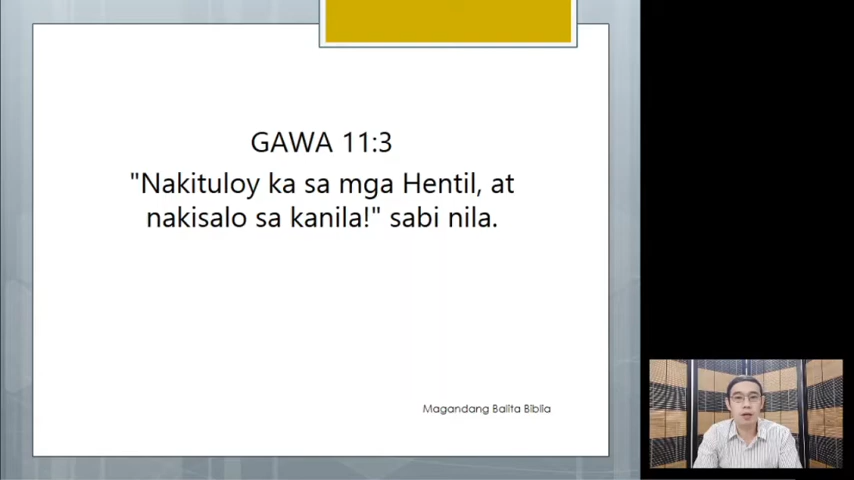 GAWA 11:3
"Nakituloy ka sa mga Hentil, at
nakisalo sa kanila!" sabi nila.
Magandang Balita Biblia